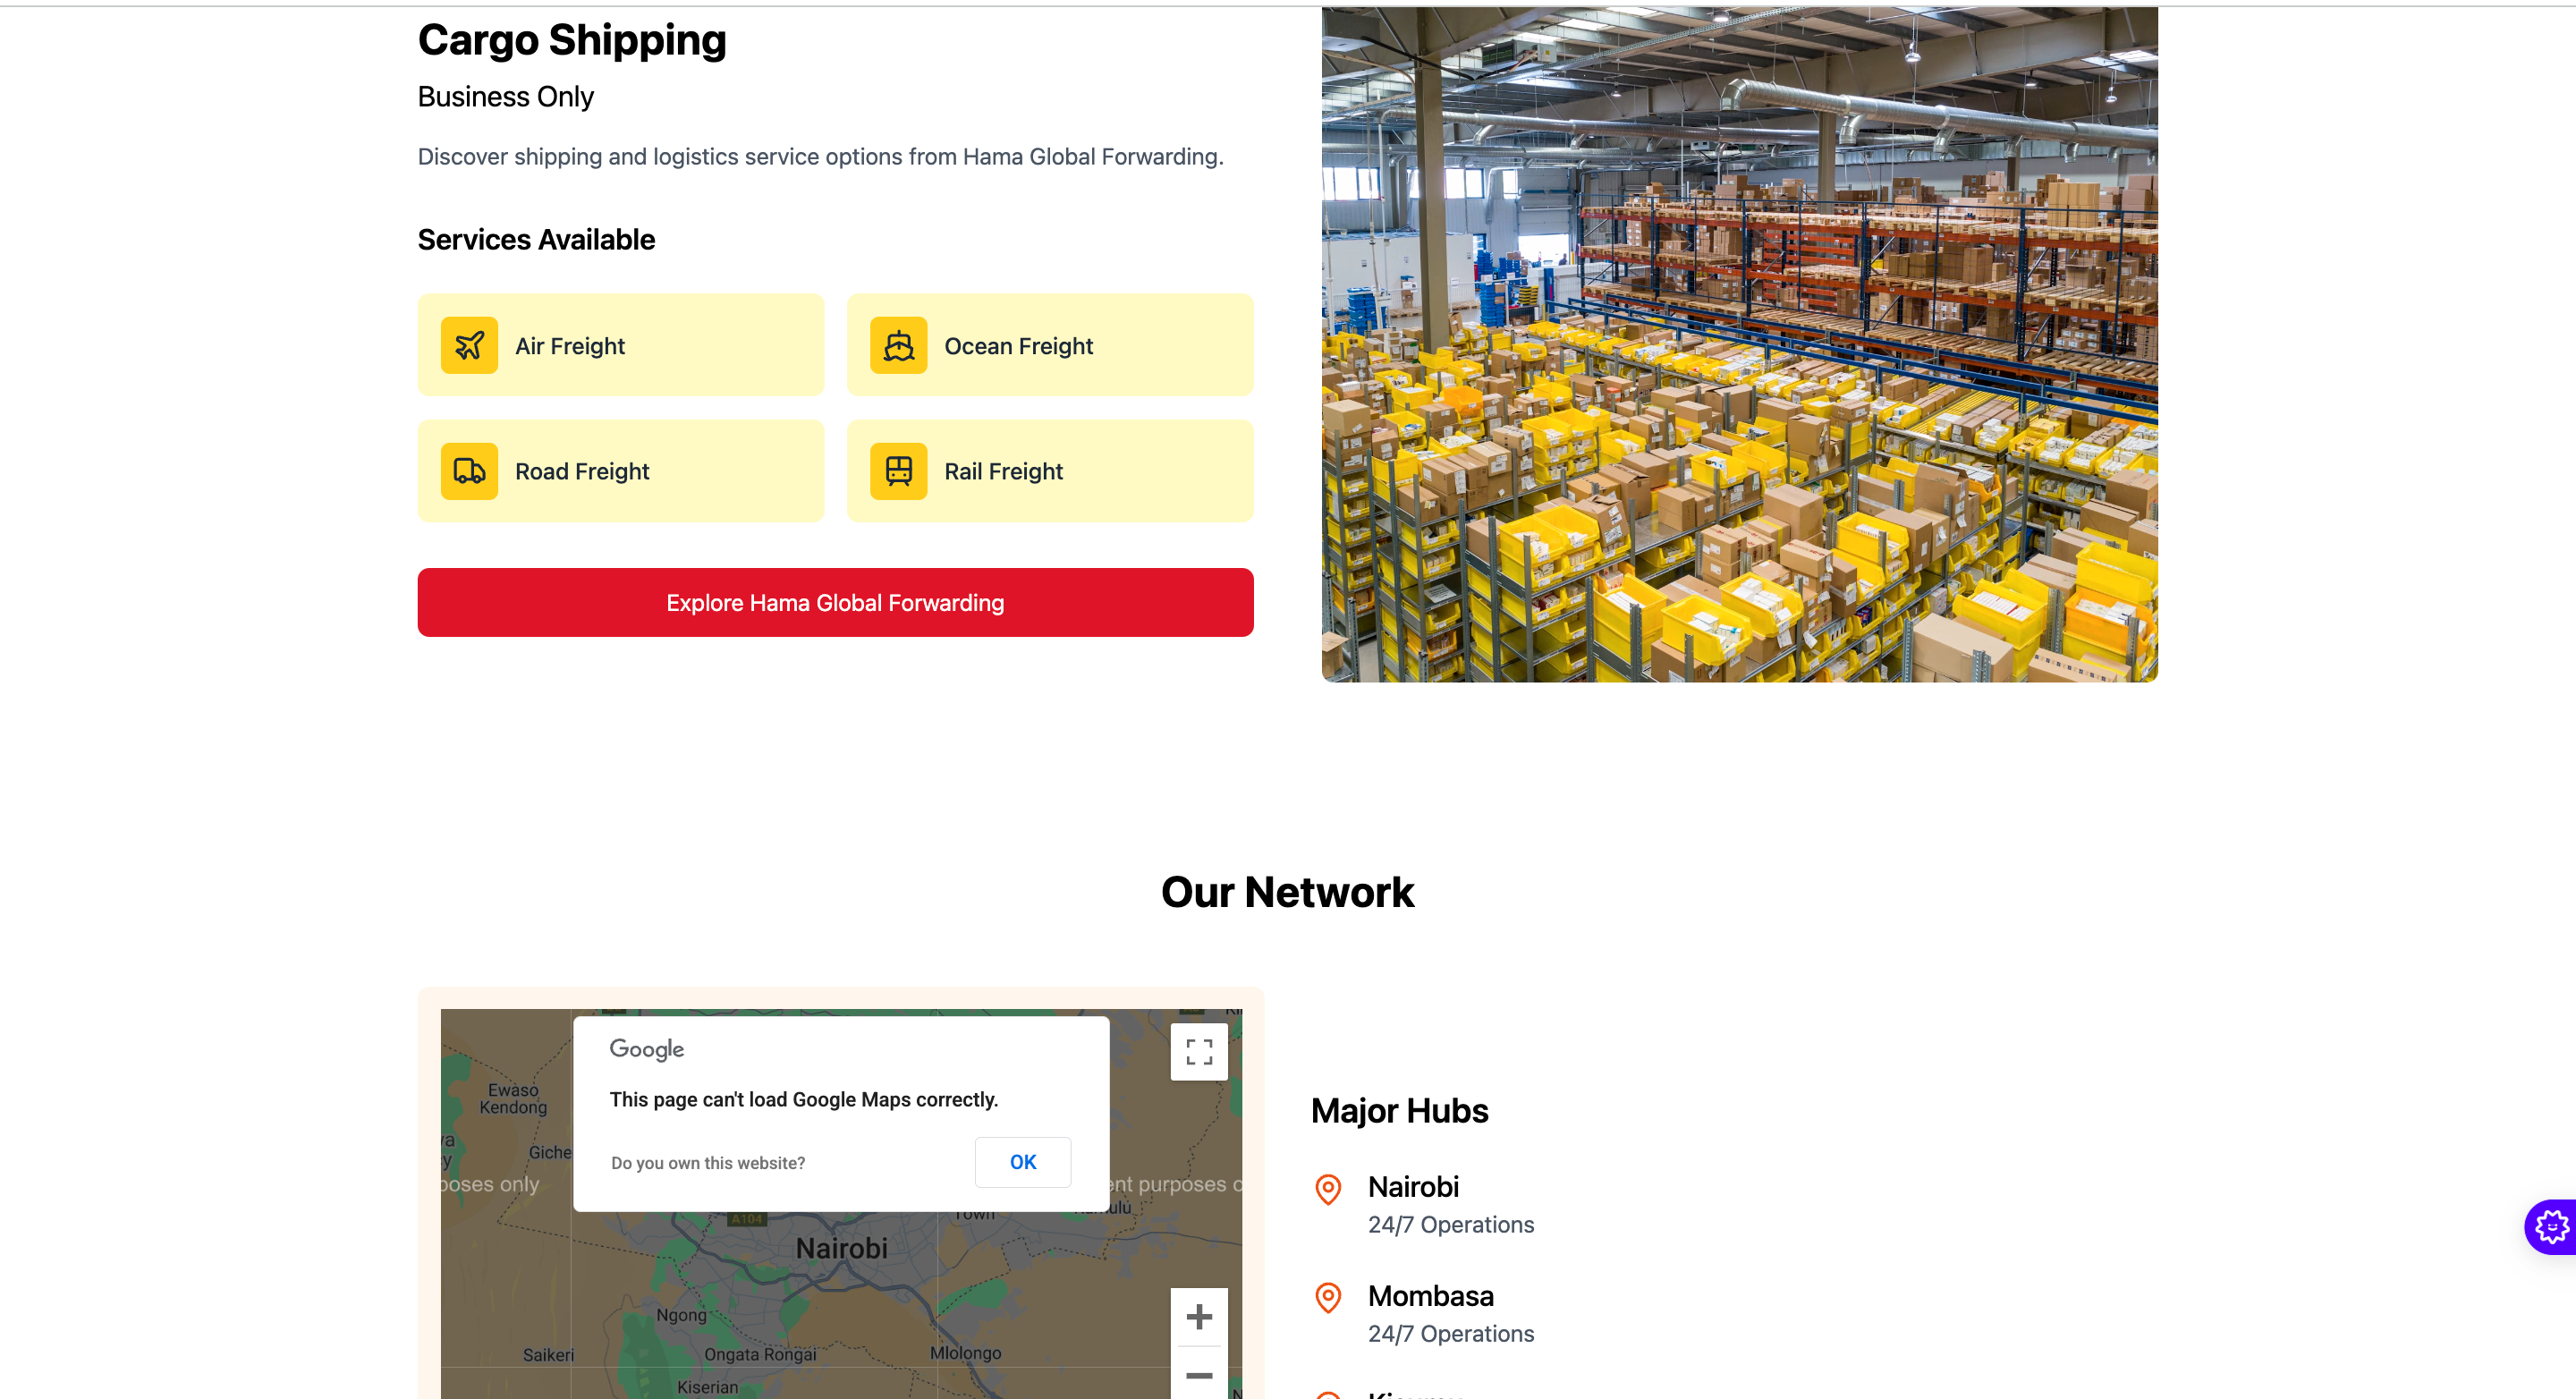 Cargo Shipping
Business Only
Discover shipping and logistics service options from Hama Global Forwarding.
Services Available
Air Freight
Ocean Freight
Road Freight
Rail Freight
Explore Hama Global Forwarding
Our Network
Google
This page can't load Google Maps correctly.
Do you own this website?
OK
Ewaso
Kendong
Giche
poses only
ent purposes o
Town
A104
Nairobi
Ngong
Saikeri
Ongata Rongai
Mlolongo
Kiserian
Major Hubs
Nairobi
24/7 Operations
Mombasa
24/7 Operations